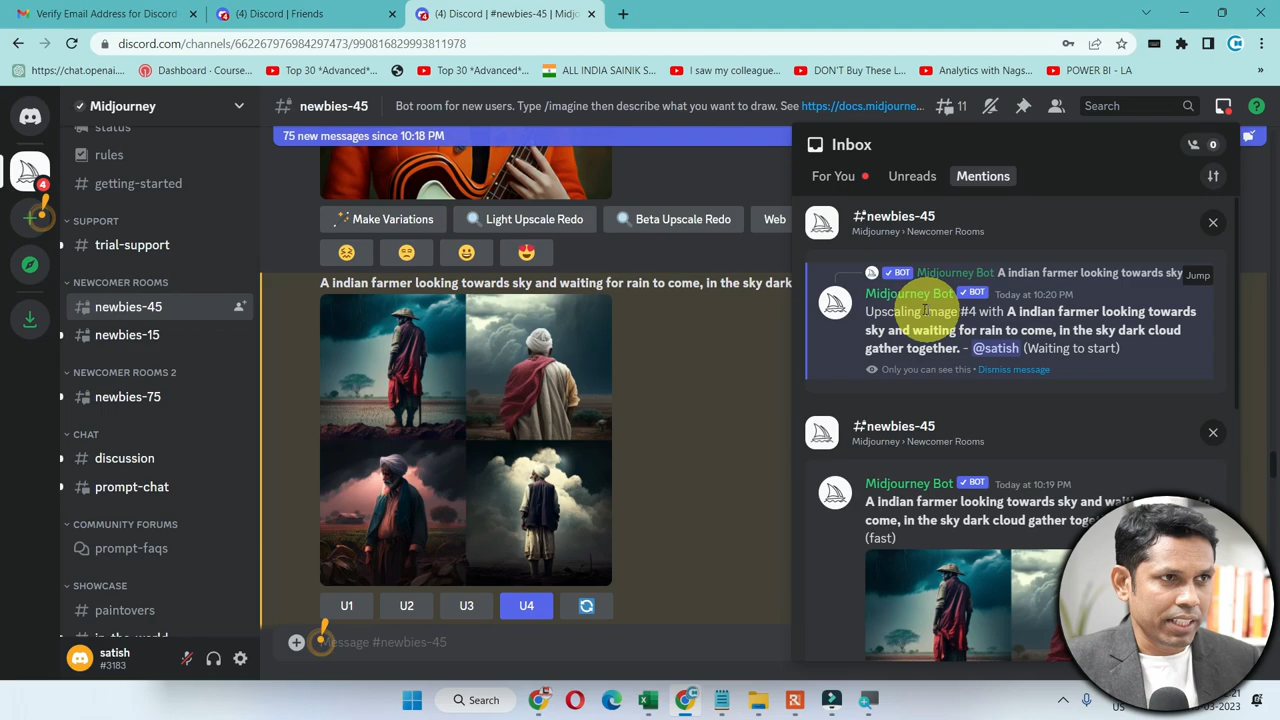 Verify Email Address for Discord
(4) Discord | Friends
(4) Discord | #newbies-45 | Midjo
discord.com/channels/662267976984297473/990816829993811978
https://chat.openai....
Dashboard · Course...
Top 30 *Advanced*...
Top 30 *Advanced*...
ALL INDIA SAINIK S...
I saw my colleague...
DON'T Buy These L...
Analytics with Nags...
POWER BI - LA
Midjourney
status
rules
getting-started
SUPPORT
trial-support
NEWCOMER ROOMS
newbies-45
newbies-15
NEWCOMER ROOMS 2
newbies-75
CHAT
discussion
prompt-chat
COMMUNITY FORUMS
prompt-faqs
SHOWCASE
paintovers
in-the-world
satish
#3183
4
newbies-45
Bot room for new users. Type /imagine then describe what you want to draw. See https://docs.midjourne...
11
Search
75 new messages since 10:18 PM
Make Variations
Light Upscale Redo
Beta Upscale Redo
Web
A indian farmer looking towards sky and waiting for rain to come, in the sky dark
U1
U2
U3
U4
Message #newbies-45
Inbox
0
For You
Unreads
Mentions
#newbies-45
Midjourney › Newcomer Rooms
BOT Midjourney Bot A indian farmer looking towards sky
Jump
Midjourney Bot BOT Today at 10:20 PM
Upscaling image #4 with A indian farmer looking towards
sky and waiting for rain to come, in the sky dark cloud
gather together. - @satish (Waiting to start)
Only you can see this • Dismiss message
#newbies-45
Midjourney › Newcomer Rooms
Midjourney Bot BOT Today at 10:19 PM
A indian farmer looking towards sky and
come, in the sky dark cloud gather
(fast)
Search